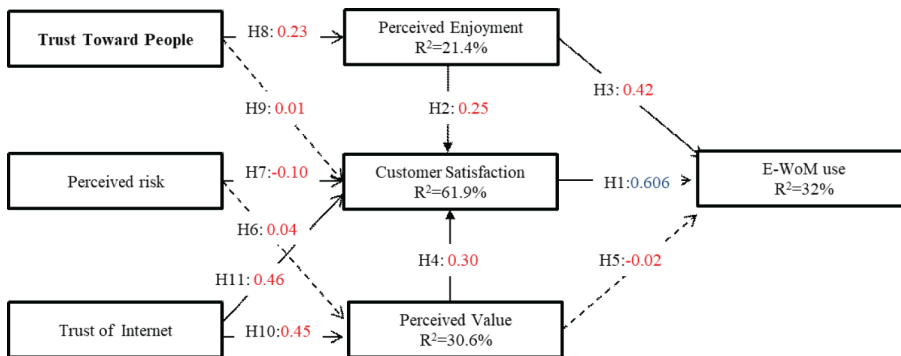 Trust Toward People
H8: 0.23
Perceived Enjoyment
R²=21.4%
H9: 0.01
H2: 0.25
H3: 0.42
Perceived risk
H7:-0.10
Customer Satisfaction
R²=61.9%
H1:0.606
E-WoM use
R²=32%
H6: 0.04
H11: 0.46
H4: 0.30
H5:-0.02
Trust of Internet
H10:0.45
Perceived Value
R²=30.6%